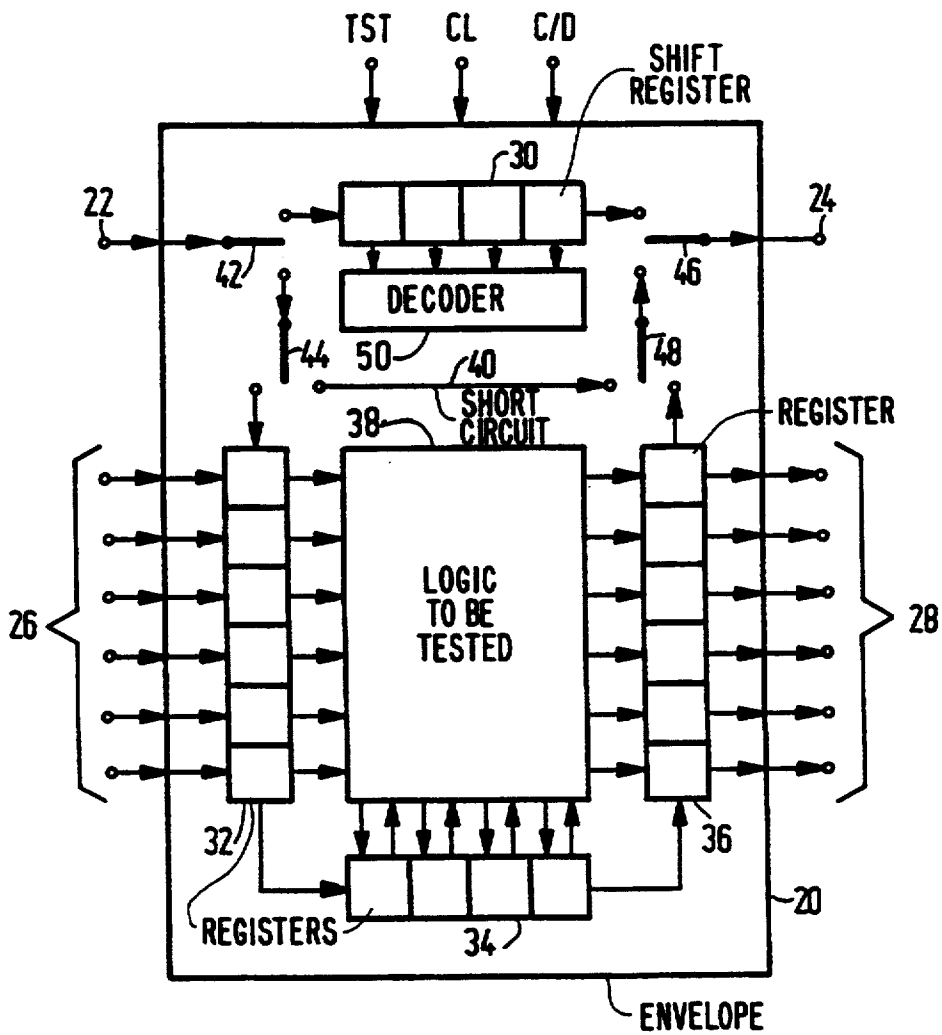 TST CL C/D
SHIFT
REGISTER
30
22
24
42
46
DECODER
50
44
48
40
SHORT
CIRCUIT
38
REGISTER
26
28
LOGIC
TO BE
TESTED
32
36
20
REGISTERS
34
ENVELOPE